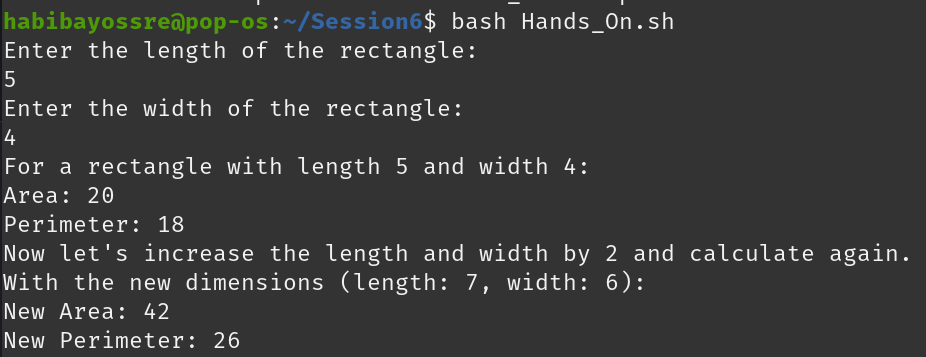 habibayossre@pop-os:~/Session6$ bash Hands_On.sh
Enter the length of the rectangle:
5
Enter the width of the rectangle:
4
For a rectangle with length 5 and width 4:
Area: 20
Perimeter: 18
Now let's increase the length and width by 2 and calculate again.
With the new dimensions (length: 7, width: 6):
New Area: 42
New Perimeter: 26